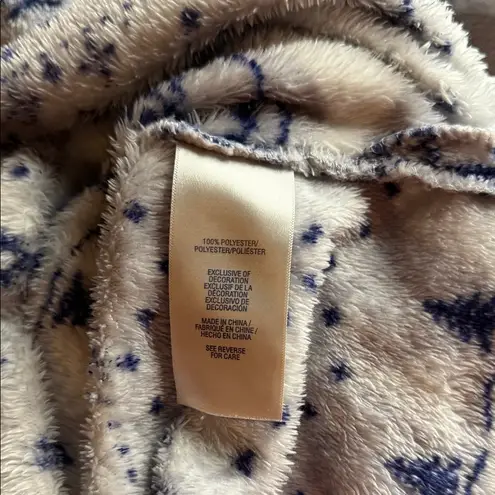 100% POLYESTER/
POLYESTER/POLIÉSTER
EXCLUSIVE OF
DECORATION
EXCLUSIF DE LA
DÉCORATION
EXCLUSIVO DE
DECORACIÓN
MADE IN CHINA /
FABRIQUÉ EN CHINE /
HECHO EN CHINA
SEE REVERSE
FOR CARE